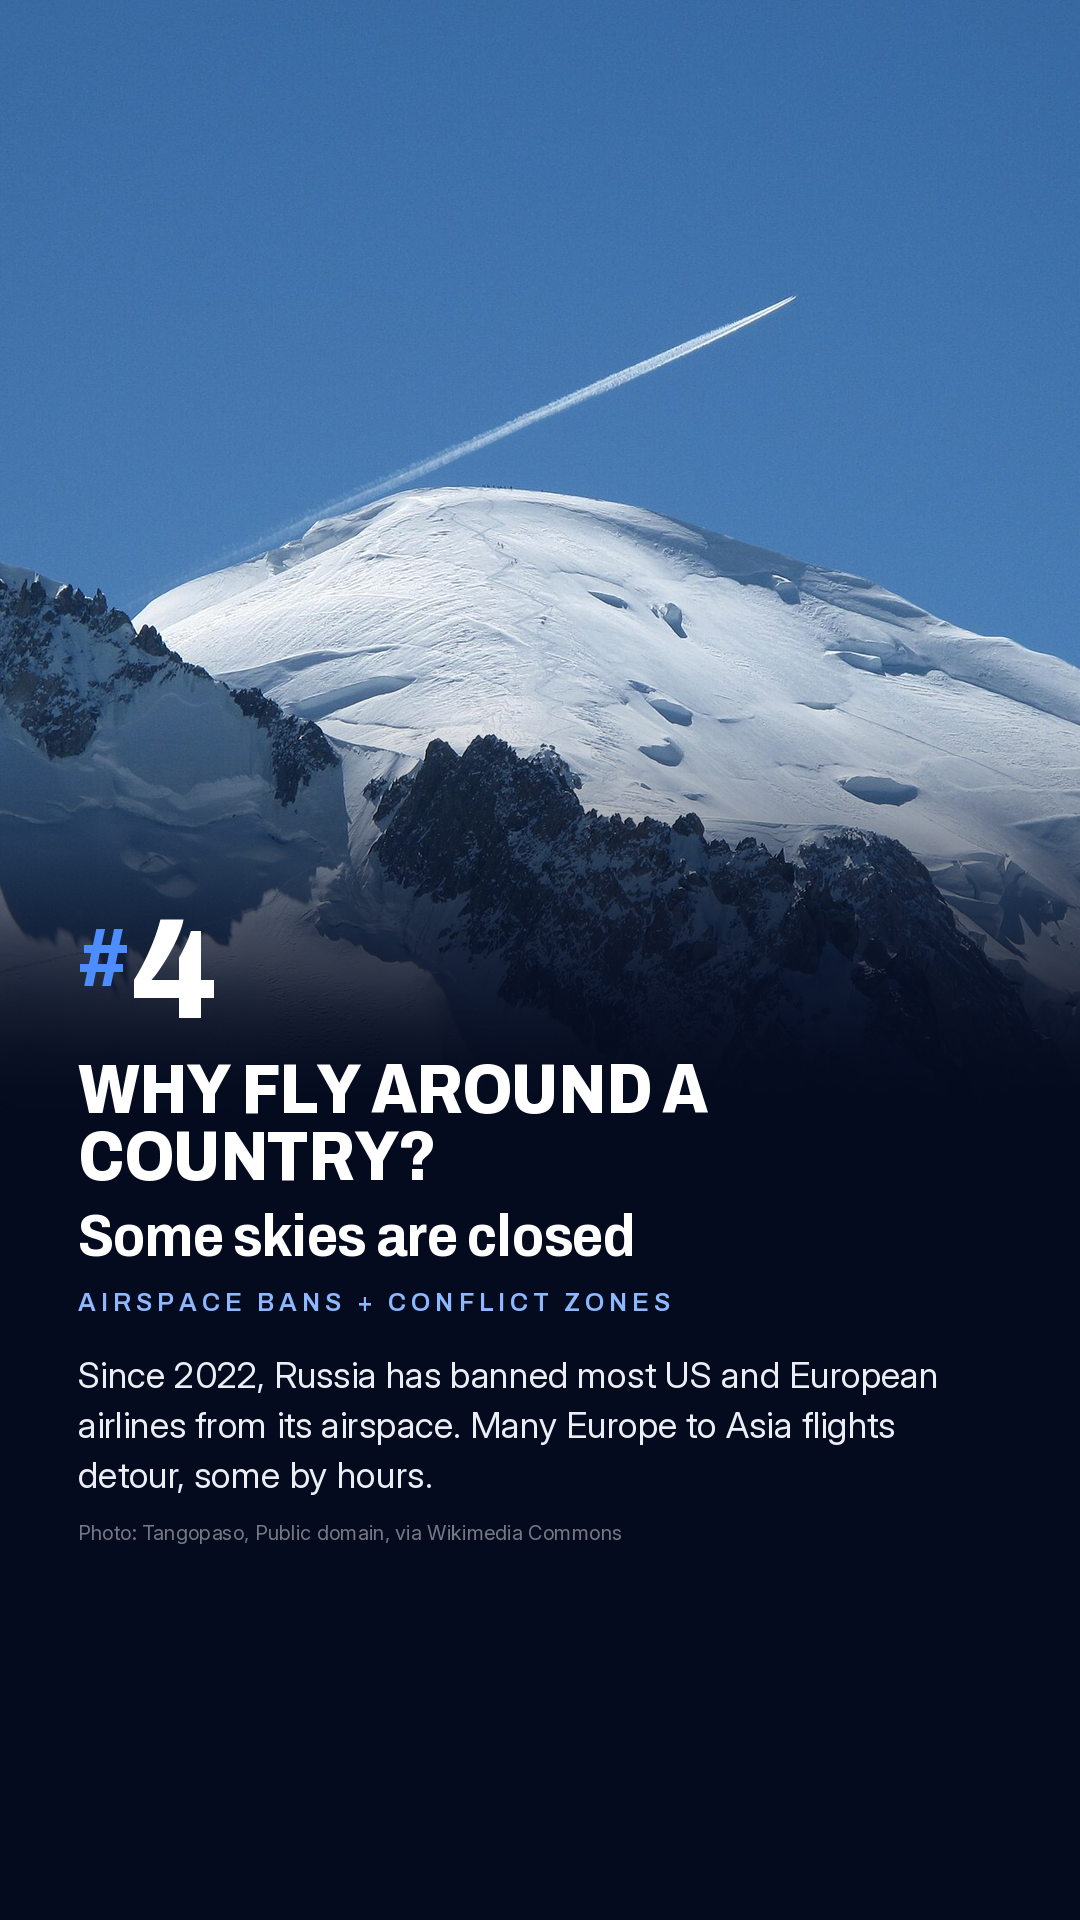 #4
WHY FLY AROUND A
COUNTRY?
Some skies are closed
AIRSPACE BANS + CONFLICT ZONES
Since 2022, Russia has banned most US and European
airlines from its airspace. Many Europe to Asia flights
detour, some by hours.
Photo: Tangopaso, Public domain, via Wikimedia Commons